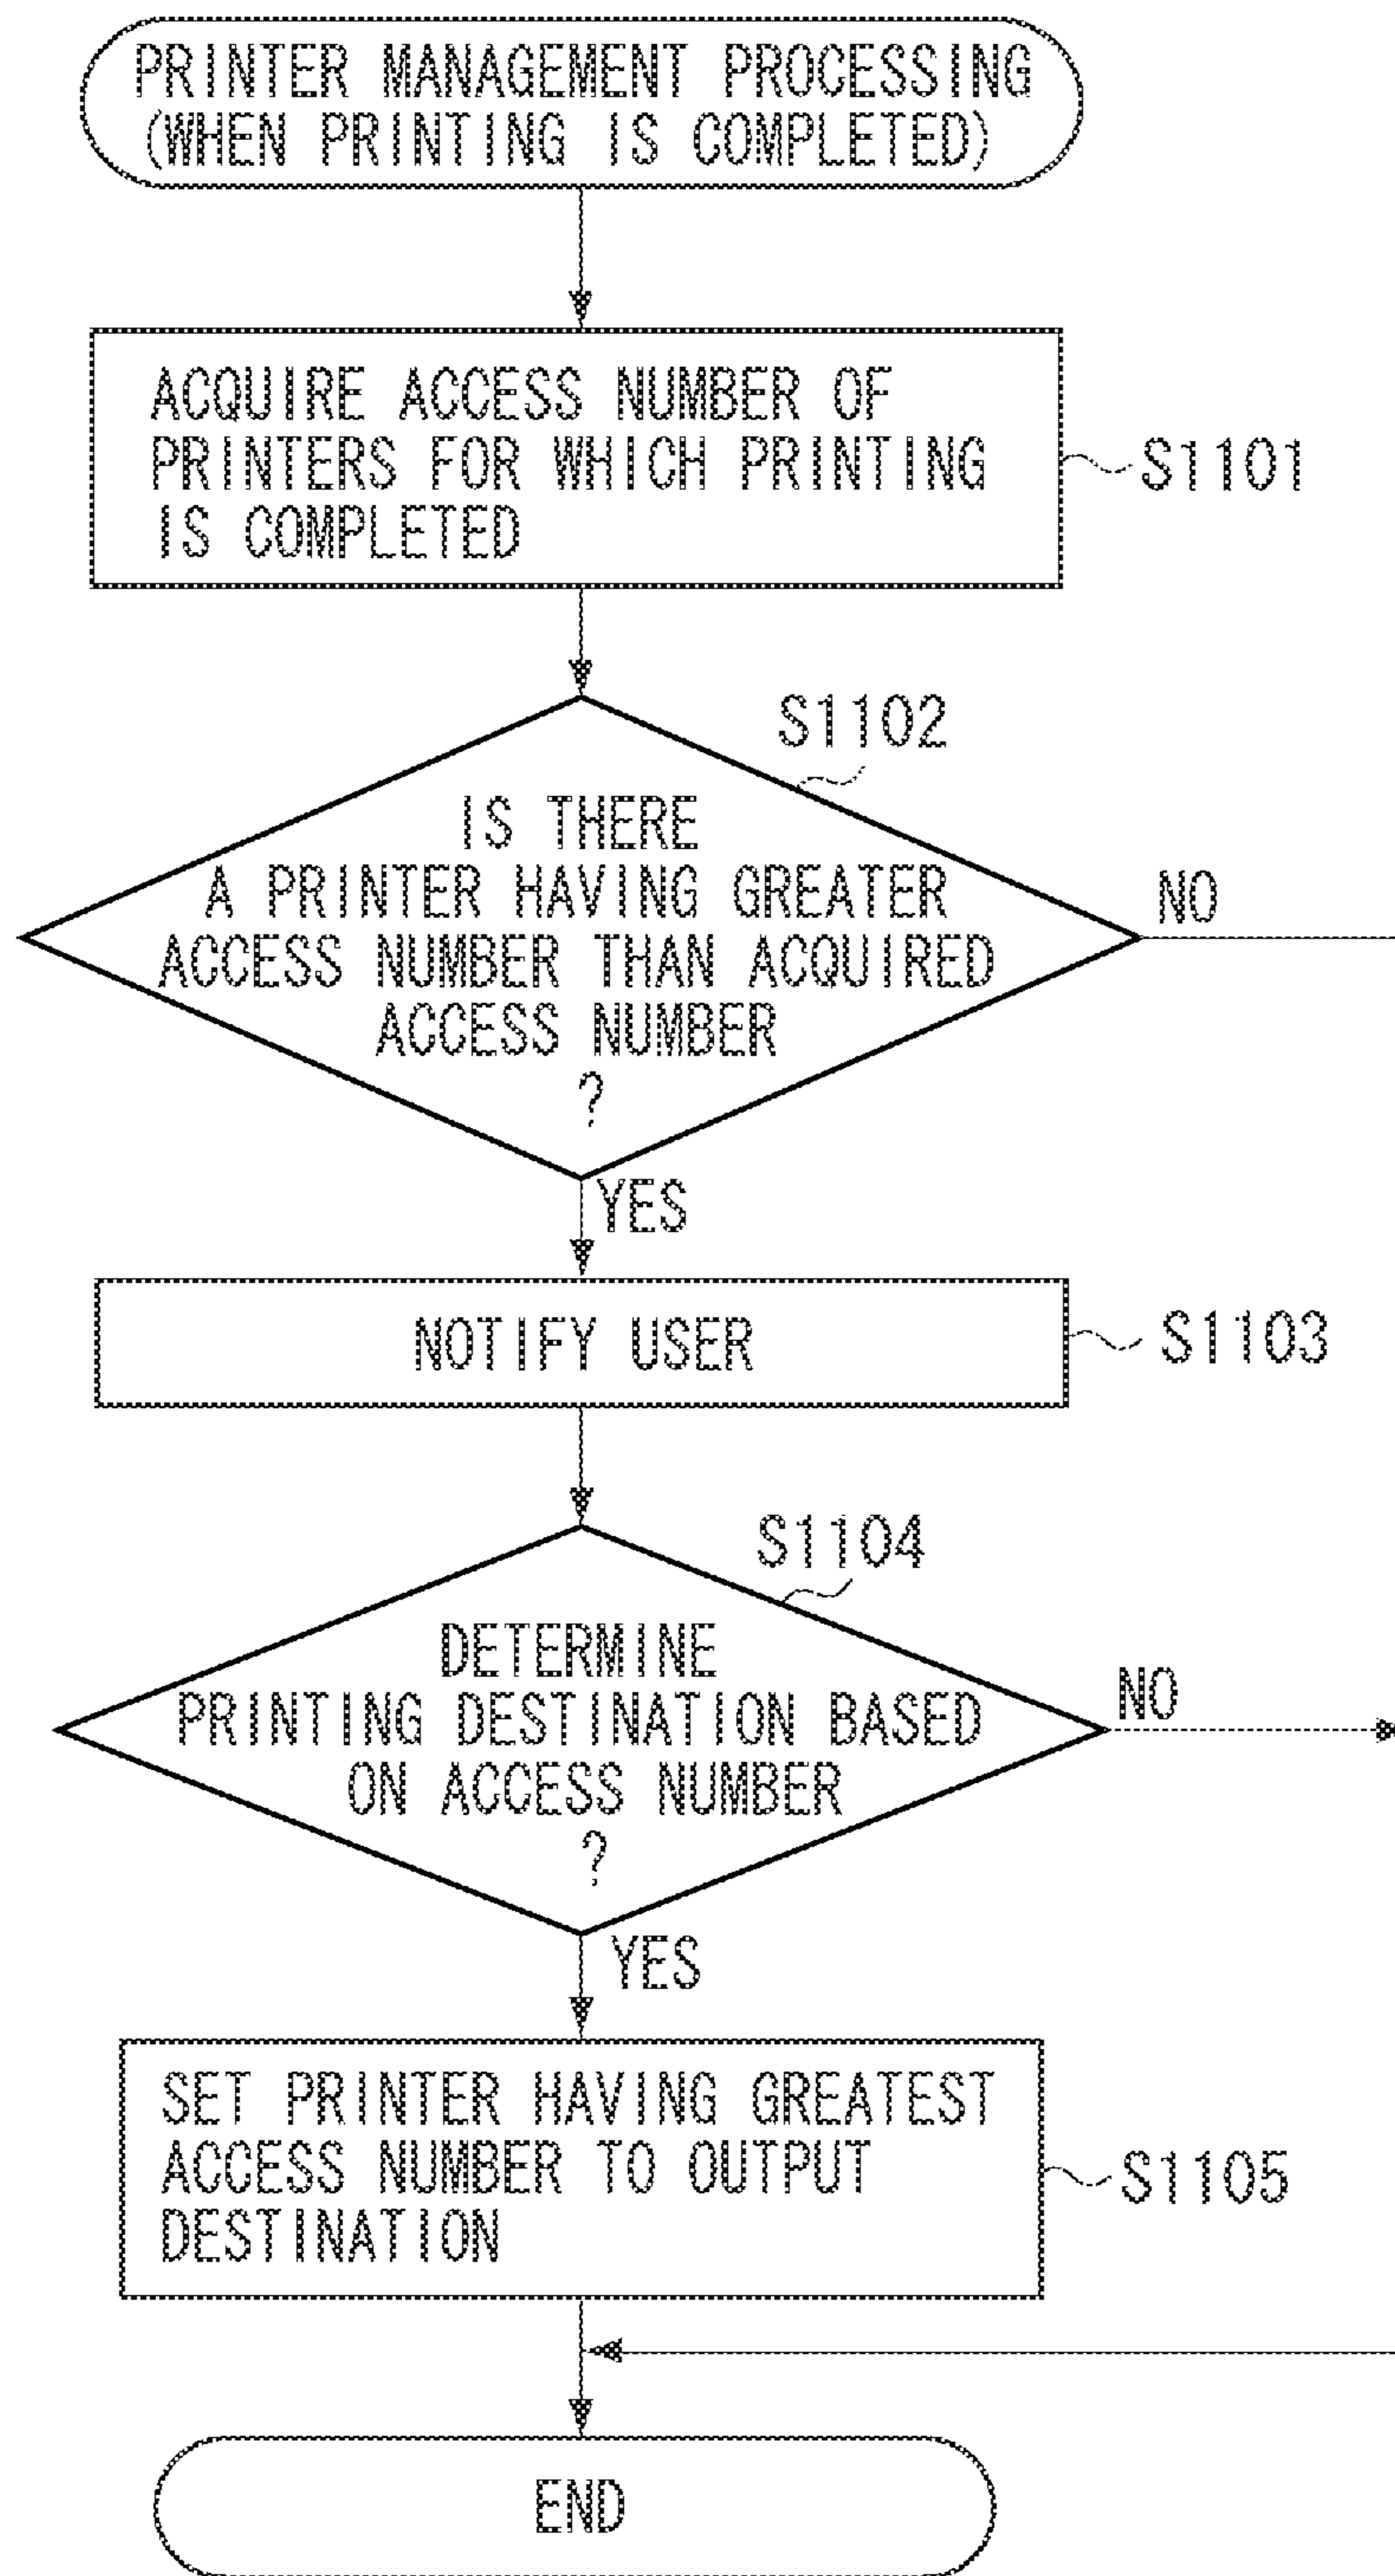 PRINTER MANAGEMENT PROCESSING
(WHEN PRINTING IS COMPLETED)
ACQUIRE ACCESS NUMBER OF
PRINTERS FOR WHICH PRINTING
IS COMPLETED
S1101
S1102
IS THERE
A PRINTER HAVING GREATER
ACCESS NUMBER THAN ACQUIRED
ACCESS NUMBER
?
NO
YES
NOTIFY USER
S1103
S1104
DETERMINE
PRINTING DESTINATION BASED
ON ACCESS NUMBER
?
NO
YES
SET PRINTER HAVING GREATEST
ACCESS NUMBER TO OUTPUT
DESTINATION
S1105
END